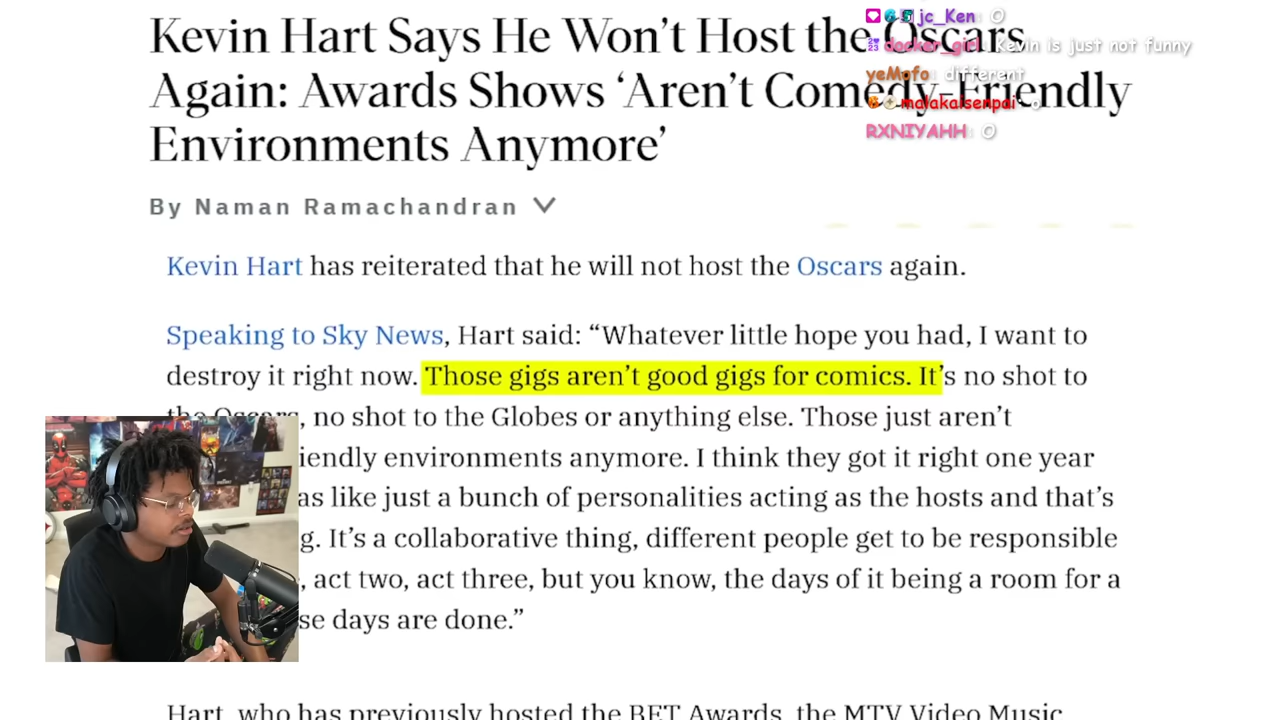 Kevin Hart Says He Won't Host the Oscars
Again: Awards Shows 'Aren't Comedy-Friendly
Environments Anymore'
jc_Ken: O
docker_girl: Kevin is just not funny
yeMofo: different
malakaisenpai: o
RXNIYAHH: O
By Naman Ramachandran
Kevin Hart has reiterated that he will not host the Oscars again.
Speaking to Sky News, Hart said: “Whatever little hope you had, I want to
destroy it right now. Those gigs aren't good gigs for comics. It's no shot to
the Oscars, no shot to the Globes or anything else. Those just aren't
iendly environments anymore. I think they got it right one year
as like just a bunch of personalities acting as the hosts and that's
g. It's a collaborative thing, different people get to be responsible
, act two, act three, but you know, the days of it being a room for a
se days are done.”
Hart, who has previously hosted the BET Awards, the MTV Video Music